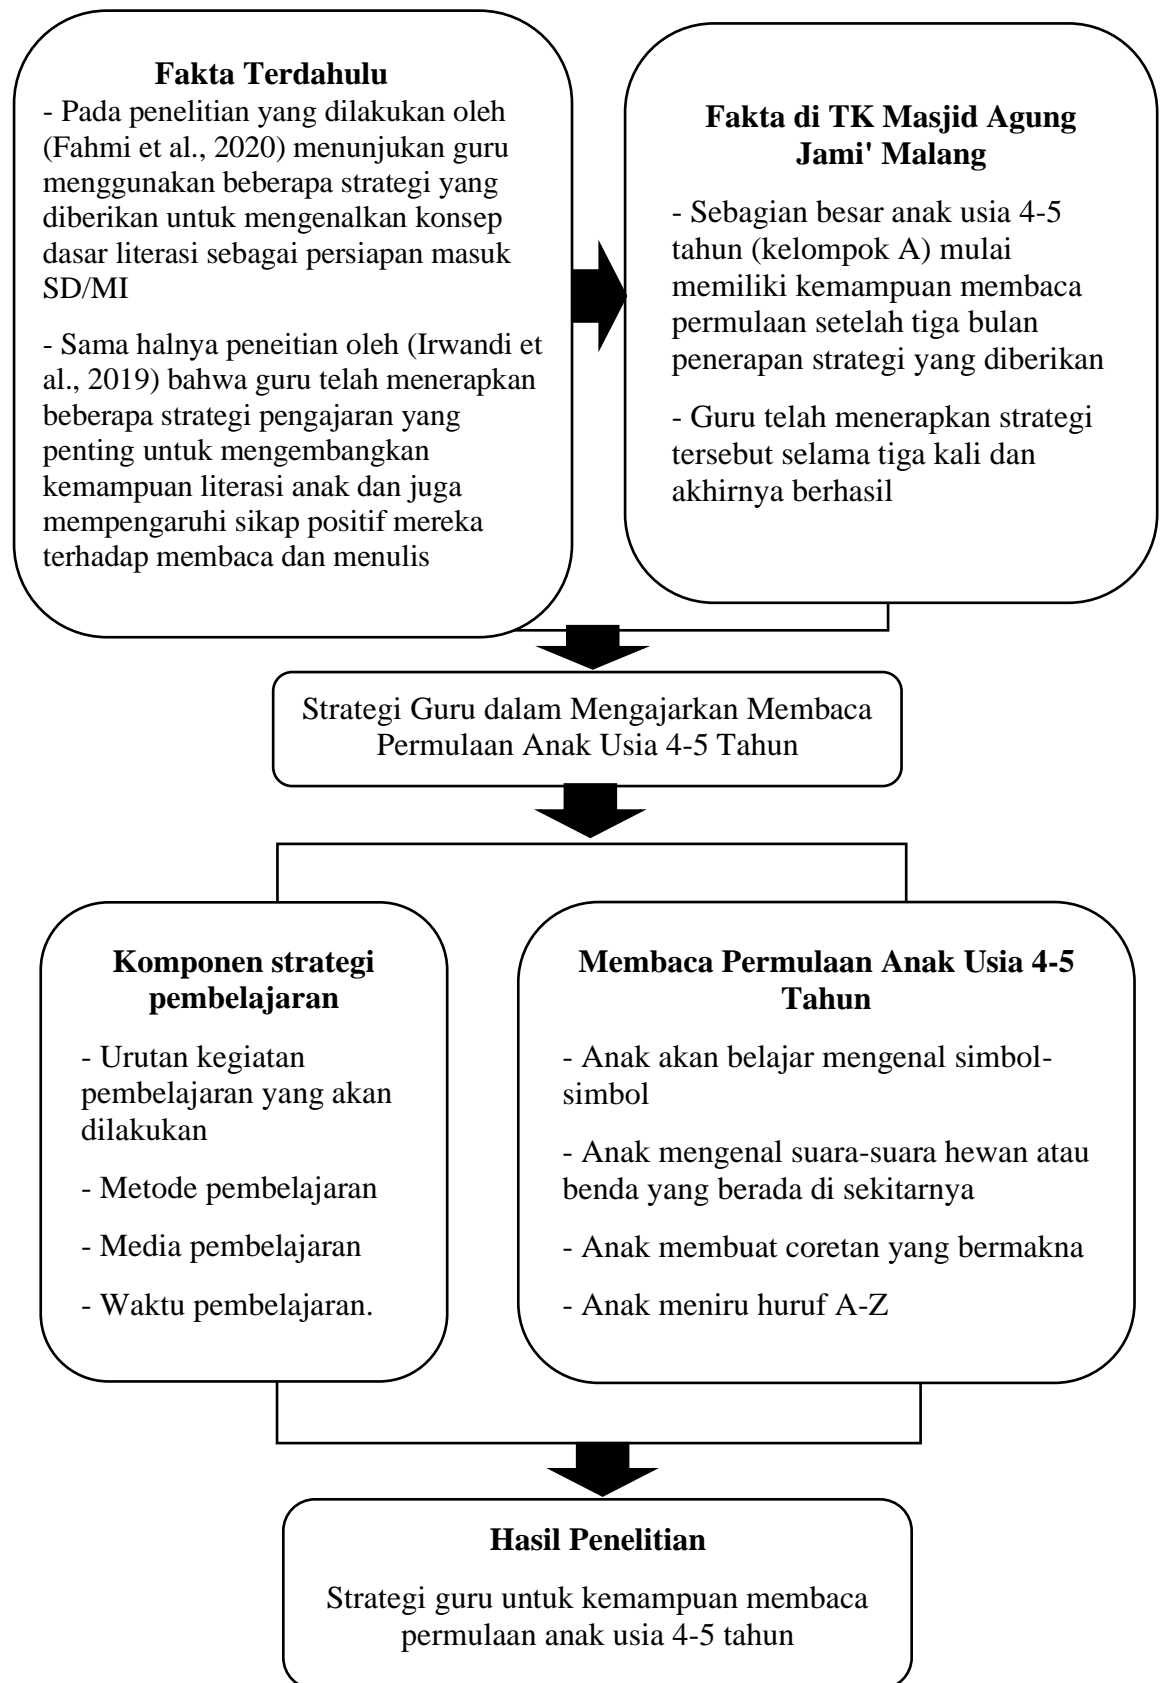 Fakta Terdahulu
- Pada penelitian yang dilakukan oleh
(Fahmi et al., 2020) menunjukan guru
menggunakan beberapa strategi yang
diberikan untuk mengenalkan konsep
dasar literasi sebagai persiapan masuk
SD/MI
- Sama halnya peneitian oleh (Irwandi et
al., 2019) bahwa guru telah menerapkan
beberapa strategi pengajaran yang
penting untuk mengembangkan
kemampuan literasi anak dan juga
mempengaruhi sikap positif mereka
terhadap membaca dan menulis
Fakta di TK Masjid Agung
Jami' Malang
- Sebagian besar anak usia 4-5
tahun (kelompok A) mulai
memiliki kemampuan membaca
permulaan setelah tiga bulan
penerapan strategi yang diberikan
- Guru telah menerapkan strategi
tersebut selama tiga kali dan
akhirnya berhasil
Strategi Guru dalam Mengajarkan Membaca
Permulaan Anak Usia 4-5 Tahun
Komponen strategi
pembelajaran
- Urutan kegiatan
pembelajaran yang akan
dilakukan
- Metode pembelajaran
- Media pembelajaran
- Waktu pembelajaran.
Membaca Permulaan Anak Usia 4-5
Tahun
- Anak akan belajar mengenal simbol-
simbol
- Anak mengenal suara-suara hewan atau
benda yang berada di sekitarnya
- Anak membuat coretan yang bermakna
- Anak meniru huruf A-Z
Hasil Penelitian
Strategi guru untuk kemampuan membaca
permulaan anak usia 4-5 tahun